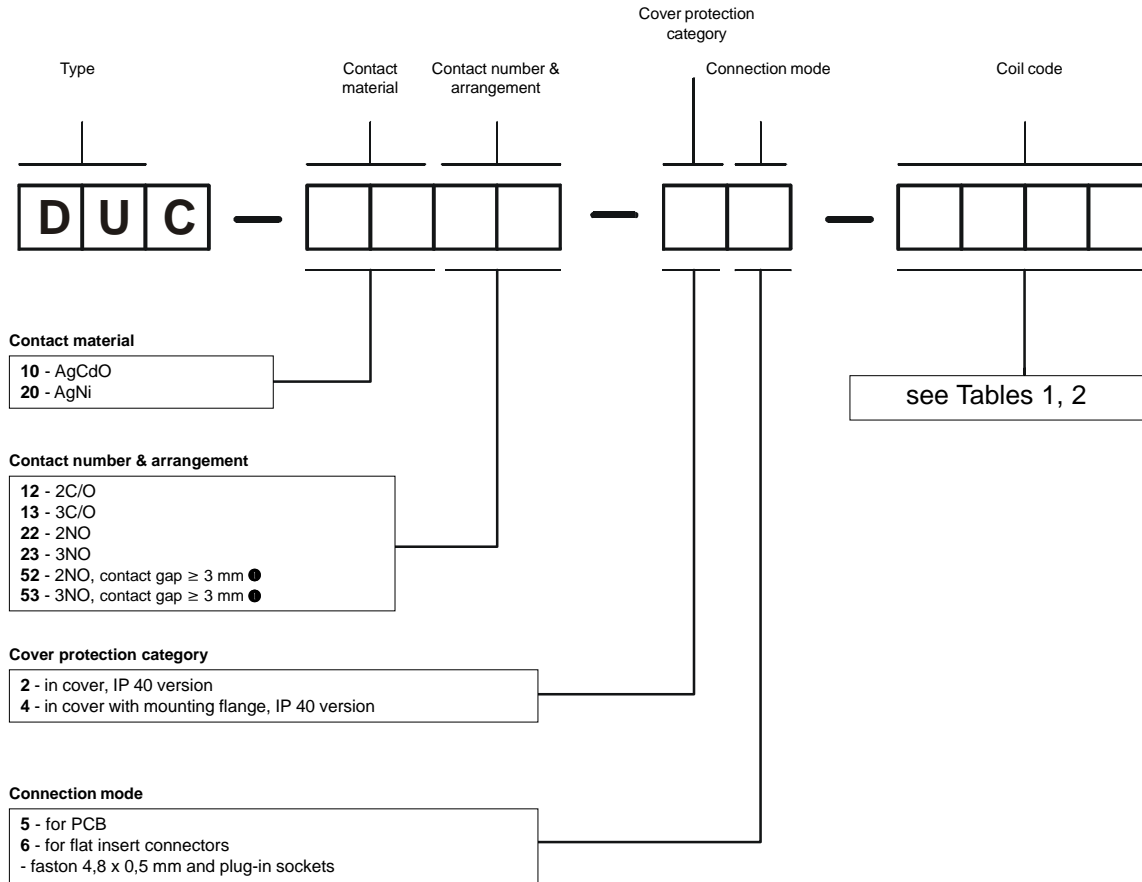 Cover protection
category
Type
Contact
material
Contact number &
arrangement
Connection mode
Coil code
D U C
Contact material
10 - AgCdO
20 - AgNi
see Tables 1, 2
Contact number & arrangement
12 - 2C/O
13 - 3C/O
22 - 2NO
23 - 3NO
52 - 2NO, contact gap ≥ 3 mm ❶
53 - 3NO, contact gap ≥ 3 mm ❶
Cover protection category
2 - in cover, IP 40 version
4 - in cover with mounting flange, IP 40 version
Connection mode
5 - for PCB
6 - for flat insert connectors
- faston 4,8 x 0,5 mm and plug-in sockets